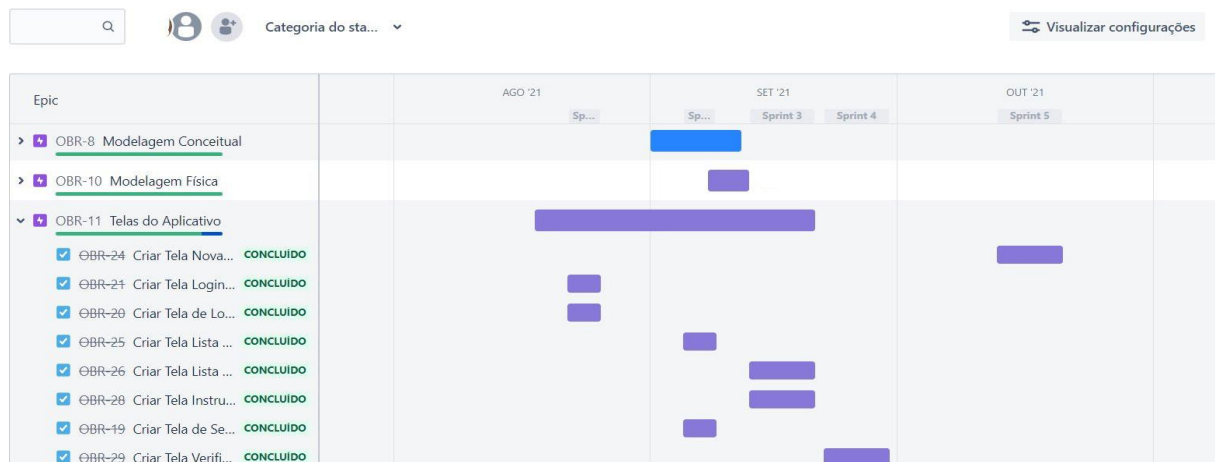 Categoria do sta...
Visualizar configurações
Epic
AGO '21
SET '21
OUT '21
Sp...
Sp...
Sprint 3
Sprint 4
Sprint 5
OBR-8 Modelagem Conceitual
OBR-10 Modelagem Física
OBR-11 Telas do Aplicativo
OBR-24 Criar Tela Nova... CONCLUÍDO
OBR-21 Criar Tela Login... CONCLUÍDO
OBR-20 Criar Tela de Lo... CONCLUÍDO
OBR-25 Criar Tela Lista ... CONCLUÍDO
OBR-26 Criar Tela Lista ... CONCLUÍDO
OBR-28 Criar Tela Instru... CONCLUÍDO
OBR-19 Criar Tela de Se... CONCLUÍDO
OBR-29 Criar Tela Verifi... CONCLUÍDO